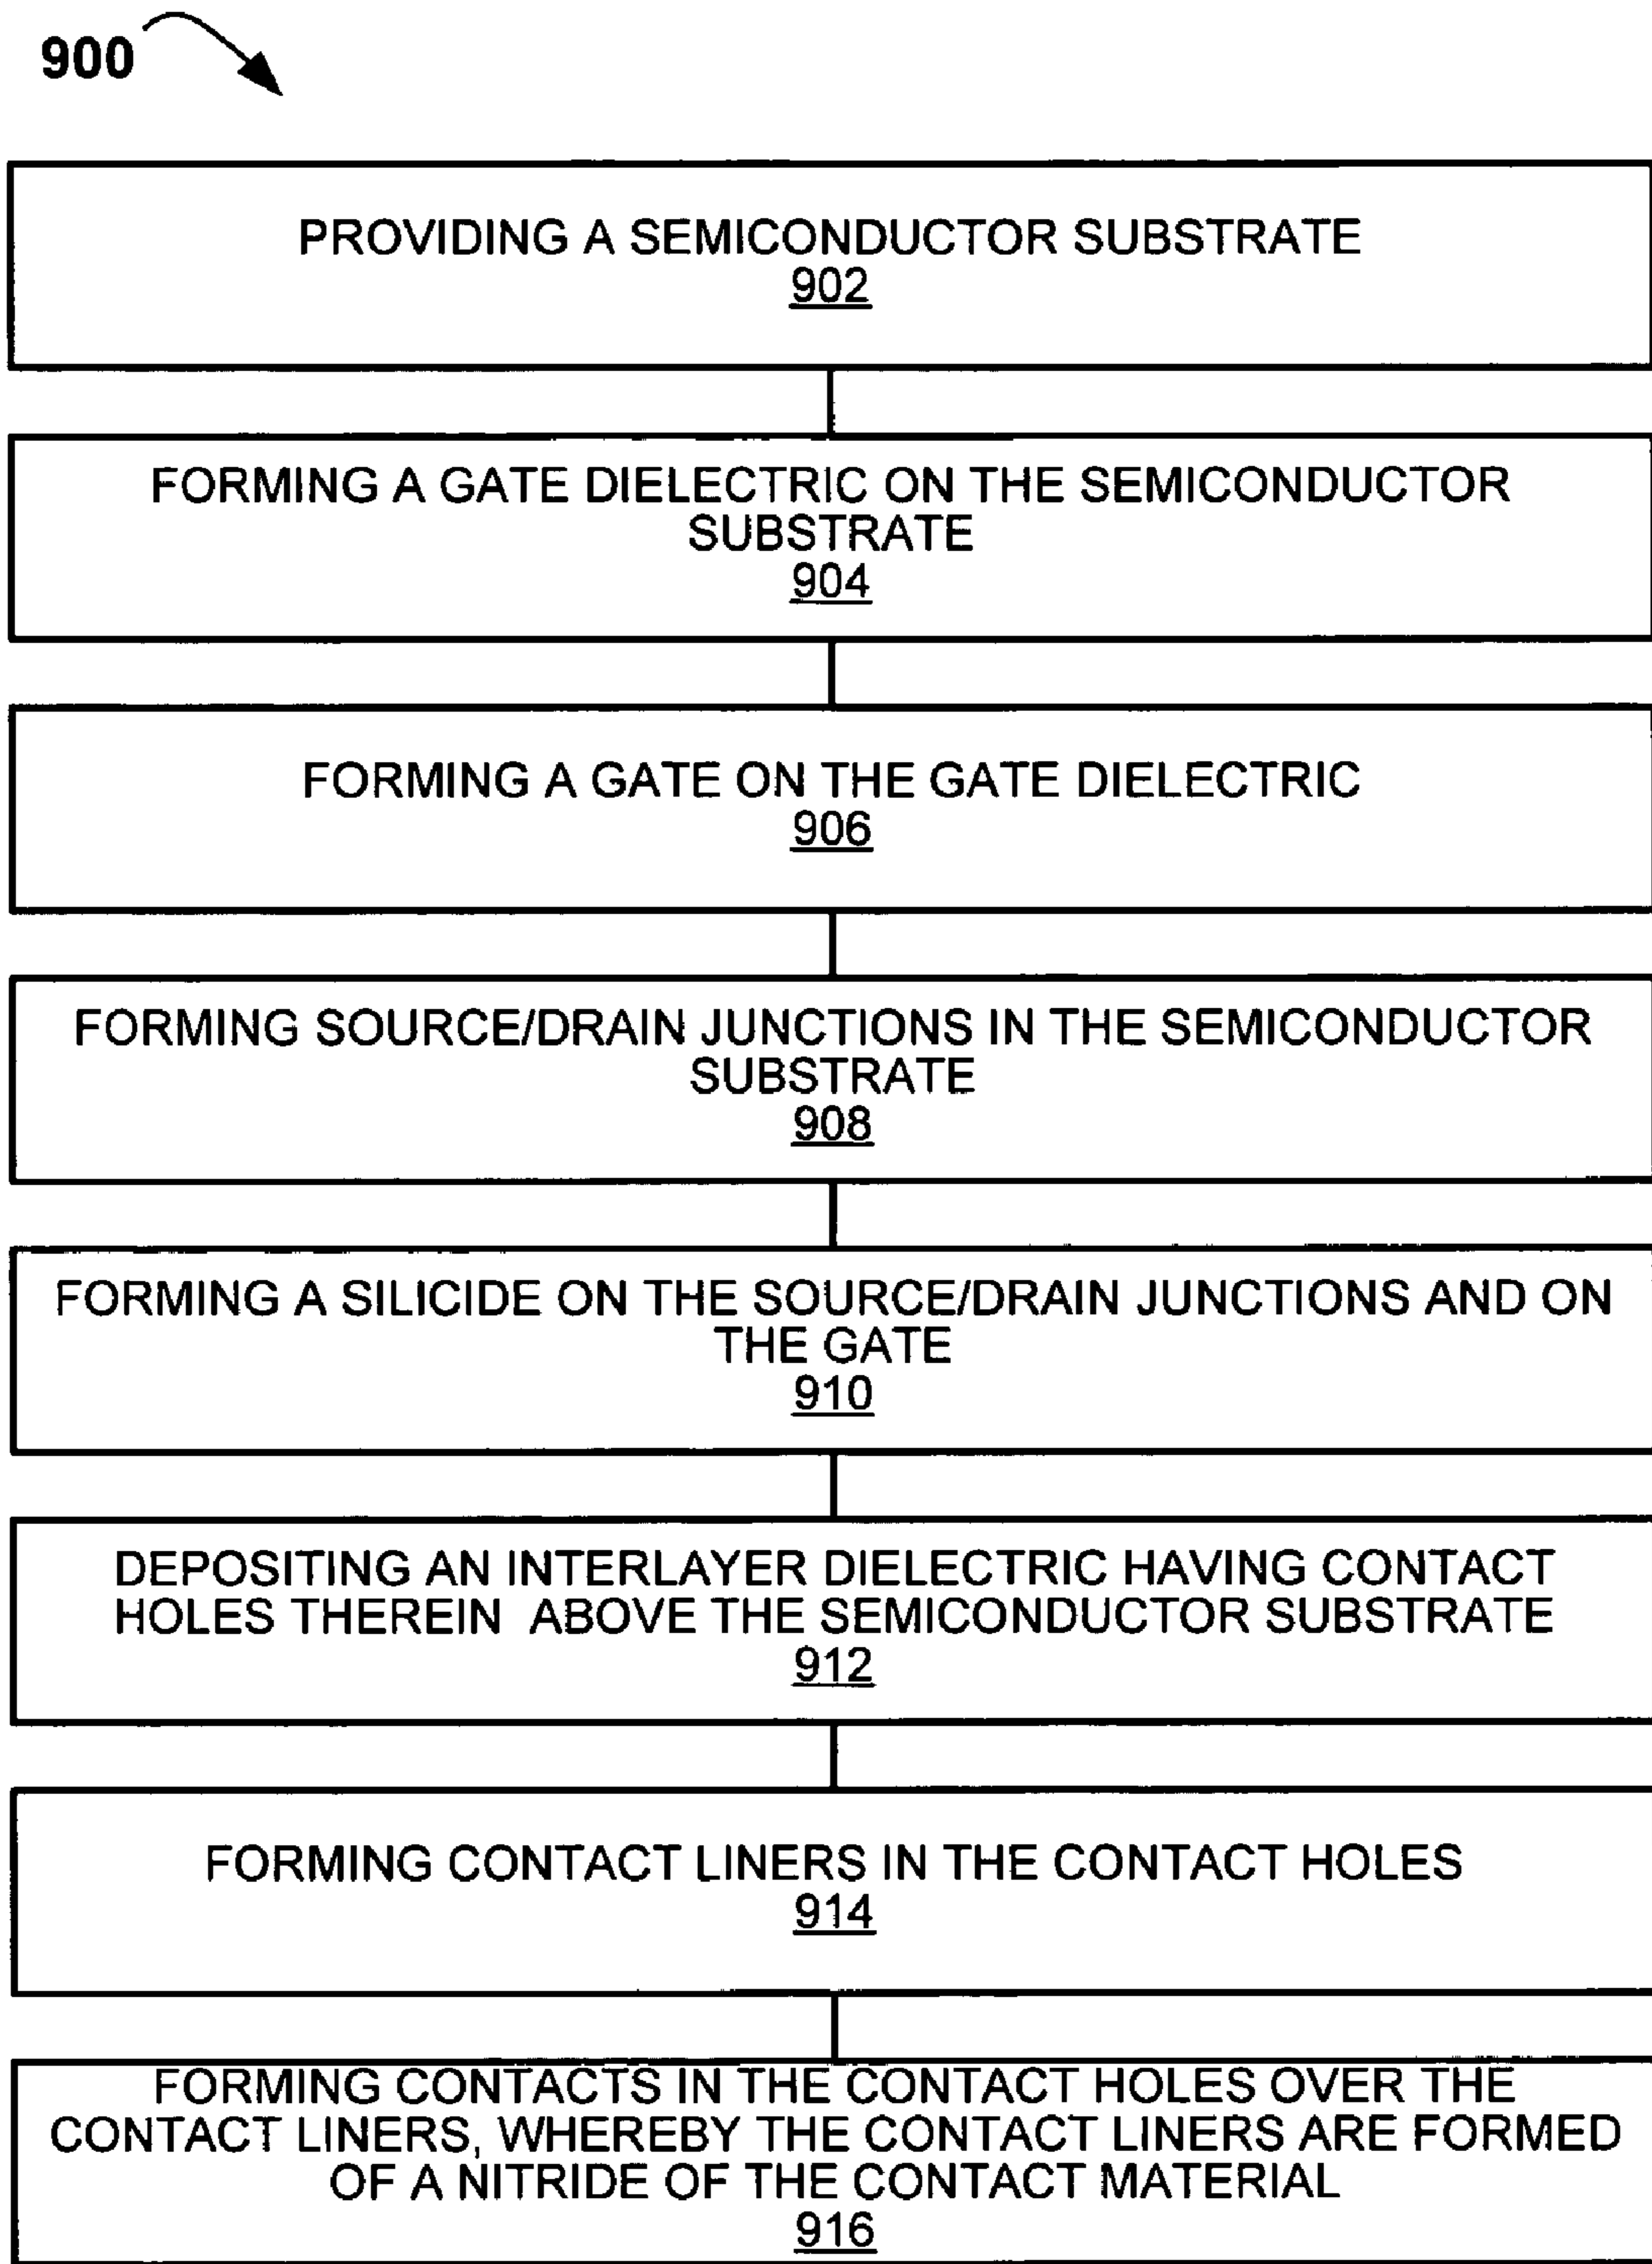 900
PROVIDING A SEMICONDUCTOR SUBSTRATE
902
FORMING A GATE DIELECTRIC ON THE SEMICONDUCTOR
SUBSTRATE
904
FORMING A GATE ON THE GATE DIELECTRIC
906
FORMING SOURCE/DRAIN JUNCTIONS IN THE SEMICONDUCTOR
SUBSTRATE
908
FORMING A SILICIDE ON THE SOURCE/DRAIN JUNCTIONS AND ON
THE GATE
910
DEPOSITING AN INTERLAYER DIELECTRIC HAVING CONTACT
HOLES THEREIN ABOVE THE SEMICONDUCTOR SUBSTRATE
912
FORMING CONTACT LINERS IN THE CONTACT HOLES
914
FORMING CONTACTS IN THE CONTACT HOLES OVER THE
CONTACT LINERS, WHEREBY THE CONTACT LINERS ARE FORMED
OF A NITRIDE OF THE CONTACT MATERIAL
916